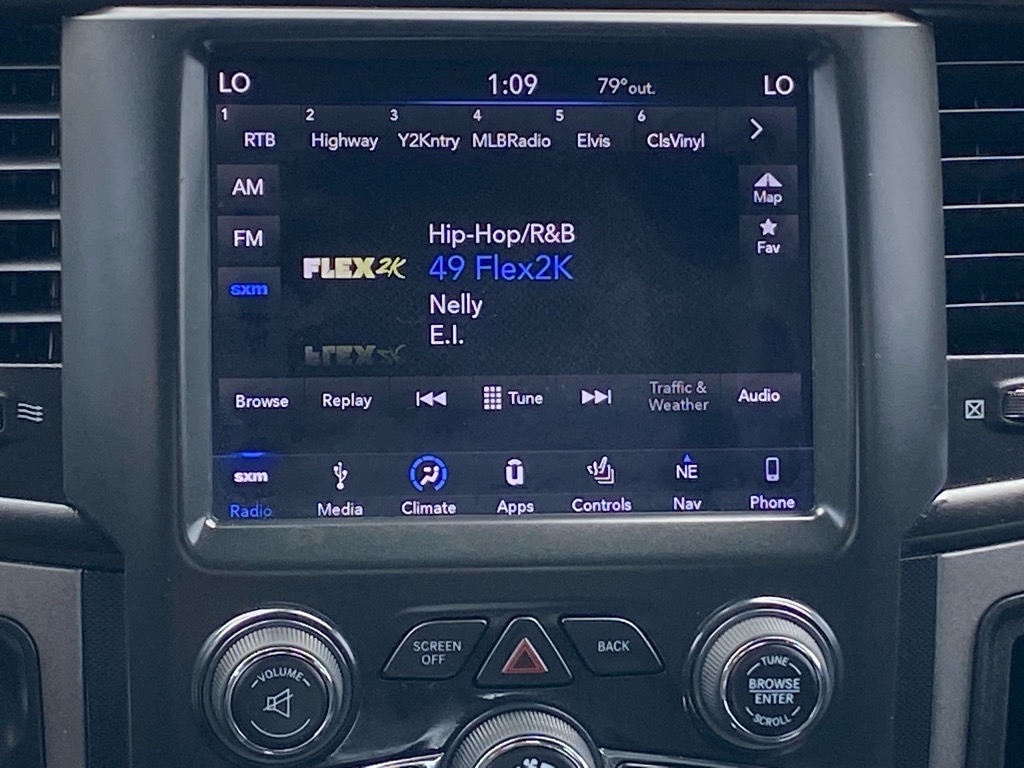 LO 1:09 79° out. LO
1 2 3 4 5 6
RTB Highway Y2Kntry MLBRadio Elvis ClsVinyl
AM
Map
FM
Fav
sxm
Hip-Hop/R&B
FLEX2K 49 Flex2K
Nelly
E.I.
Browse Replay Tune Traffic & Weather Audio
sxm NE
Radio Media Climate Apps Controls Nav Phone
SCREEN
OFF
BACK
VOLUME
TUNE
BROWSE
ENTER
SCROLL